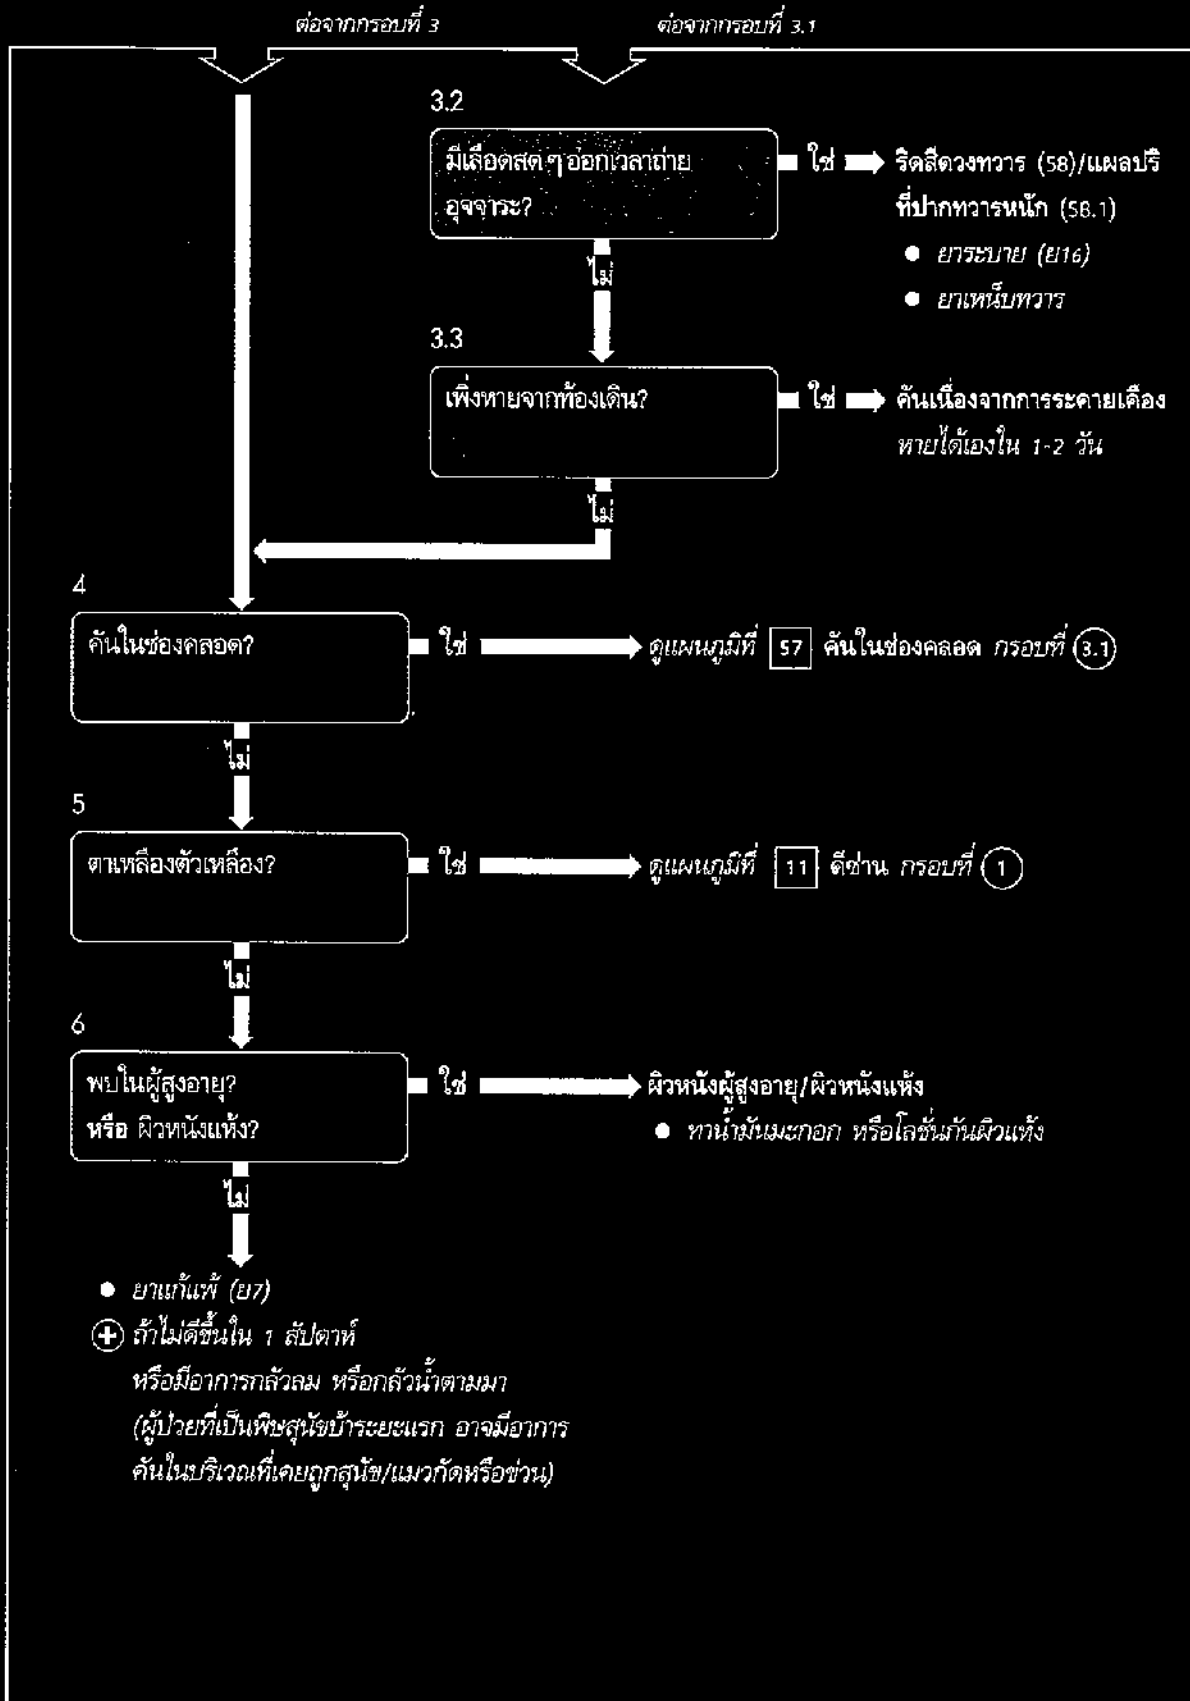 ต่อจากกรอบที่ 3
ต่อจากกรอบที่ 3.1
3.2
มีเลือดสด ๆ ออกเวลาถ่าย
อุจจาระ?
ใช่
ริดสีดวงทวาร (58)/แผลปริ
ที่ปากทวารหนัก (58.1)
● ยาระบาย (ย16)
● ยาเหน็บทวาร
ไม่
3.3
เพิ่งหายจากท้องเดิน?
ใช่
คันเนื่องจากการระคายเคือง
หายได้เองใน 1-2 วัน
ไม่
4
คันในช่องคลอด?
ใช่
ดูแผนภูมิที่ 57 คันในช่องคลอด กรอบที่ 3.1
ไม่
5
ตาเหลืองตัวเหลือง?
ใช่
ดูแผนภูมิที่ 11 ดีซ่าน กรอบที่ 1
ไม่
6
พบในผู้สูงอายุ?
หรือ ผิวหนังแห้ง?
ใช่
ผิวหนังผู้สูงอายุ/ผิวหนังแห้ง
● ทาน้ำมันมะกอก หรือโลชั่นกันผิวแห้ง
ไม่
● ยาแก้แพ้ (ย7)
+ ถ้าไม่ดีขึ้นใน 1 สัปดาห์
หรือมีอาการกลัวลม หรือกลัวน้ำตามมา
(ผู้ป่วยที่เป็นพิษสุนัขบ้าระยะแรก อาจมีอาการ
คันในบริเวณที่เคยถูกสุนัข/แมวกัดหรือข่วน)